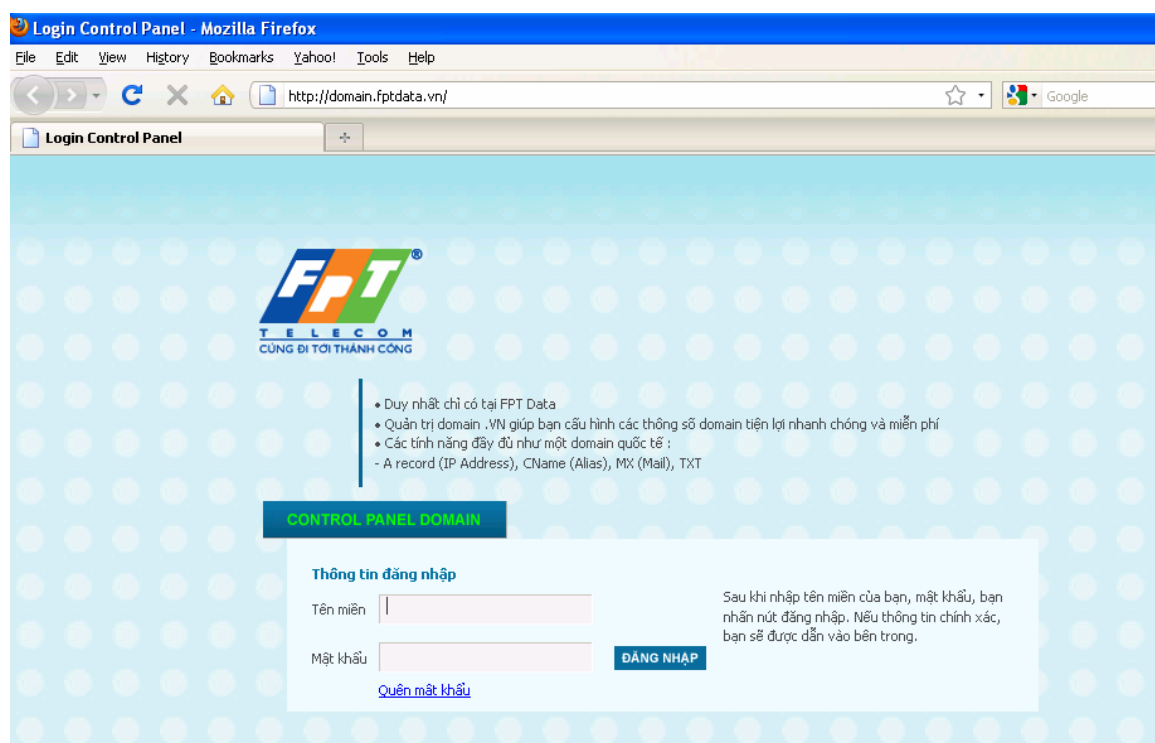 Login Control Panel - Mozilla Firefox
File Edit View History Bookmarks Yahoo! Tools Help
http://domain.fptdata.vn/
Google
Login Control Panel
FPT®
TELECOM
CÙNG ĐI TỚI THÀNH CÔNG
• Duy nhất chỉ có tại FPT Data
• Quản trị domain .VN giúp bạn cấu hình các thông số domain tiện lợi nhanh chóng và miễn phí
• Các tính năng đầy đủ như một domain quốc tế :
- A record (IP Address), CName (Alias), MX (Mail), TXT
CONTROL PANEL DOMAIN
Thông tin đăng nhập
Tên miền
Mật khẩu
ĐĂNG NHẬP
Quên mật khẩu
Sau khi nhập tên miền của bạn, mật khẩu, bạn
nhấn nút đăng nhập. Nếu thông tin chính xác,
bạn sẽ được dẫn vào bên trong.